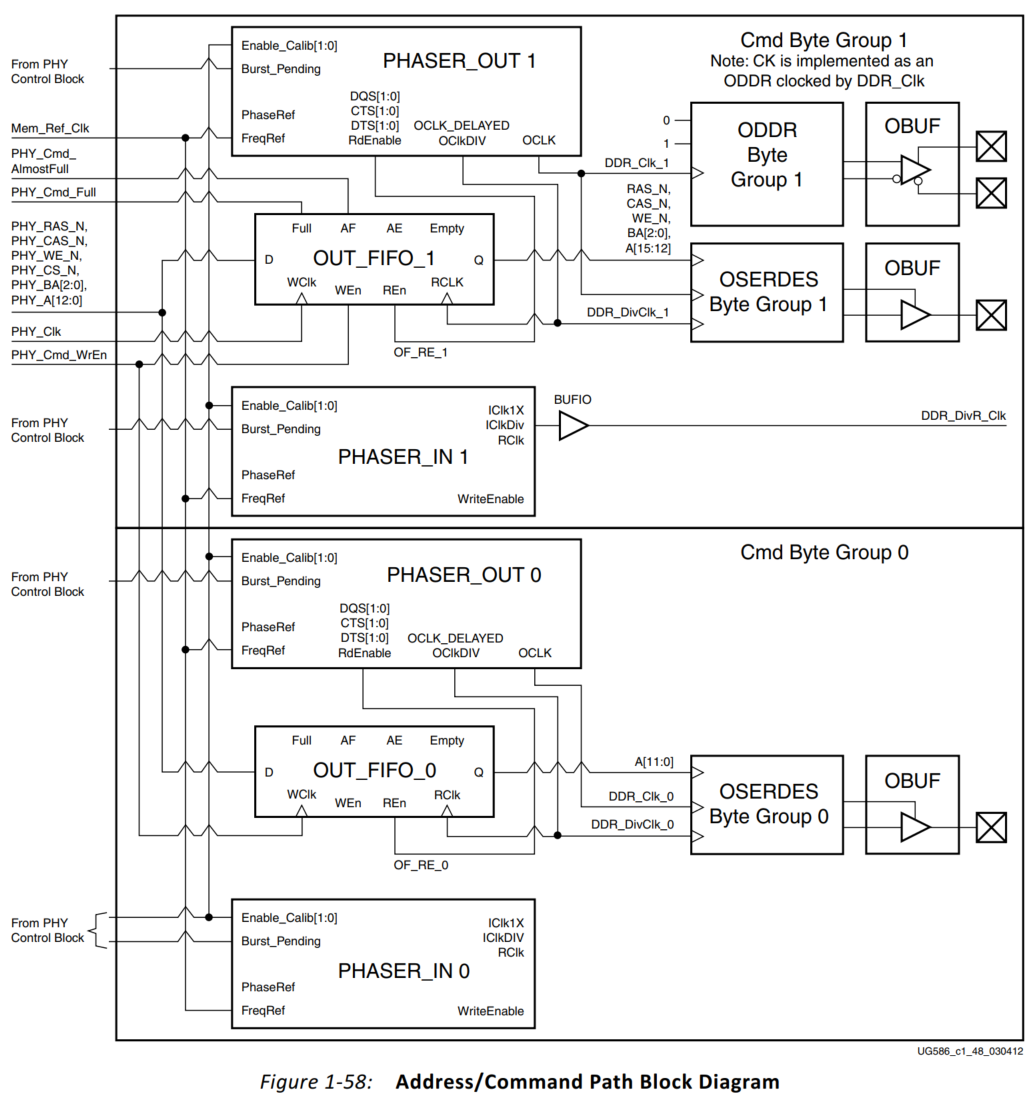 Cmd Byte Group 1
Note: CK is implemented as an
ODDR clocked by DDR_Clk
From PHY
Control Block
Enable_Calib[1:0]
Burst_Pending
PHASER_OUT 1
PhaseRef
FreqRef
DQS[1:0]
CTS[1:0]
DTS[1:0]
RdEnable
OCLK_DELAYED
OClkDIV
OCLK
Mem_Ref_Clk
PHY_Cmd_
AlmostFull
PHY_Cmd_Full
PHY_RAS_N,
PHY_CAS_N,
PHY_WE_N,
PHY_CS_N,
PHY_BA[2:0],
PHY_A[12:0]
PHY_Clk
PHY_Cmd_WrEn
0
1
DDR_Clk_1
ODDR
Byte
Group 1
OBUF
RAS_N,
CAS_N,
WE_N,
BA[2:0],
A[15:12]
Full
AF
AE
Empty
D
OUT_FIFO_1
Q
WClk
WEn
REn
RCLK
OF_RE_1
DDR_DivClk_1
OSERDES
Byte Group 1
OBUF
From PHY
Control Block
Enable_Calib[1:0]
Burst_Pending
IClk1X
IClkDiv
RClk
PHASER_IN 1
PhaseRef
FreqRef
WriteEnable
BUFIO
DDR_DivR_Clk
Cmd Byte Group 0
From PHY
Control Block
Enable_Calib[1:0]
Burst_Pending
PHASER_OUT 0
PhaseRef
FreqRef
DQS[1:0]
CTS[1:0]
DTS[1:0]
RdEnable
OCLK_DELAYED
OClkDIV
OCLK
Full
AF
AE
Empty
D
OUT_FIFO_0
Q
WClk
WEn
REn
RClk
OF_RE_0
A[11:0]
DDR_Clk_0
DDR_DivClk_0
OSERDES
Byte Group 0
OBUF
From PHY
Control Block
Enable_Calib[1:0]
Burst_Pending
IClk1X
IClkDIV
RClk
PHASER_IN 0
PhaseRef
FreqRef
WriteEnable
UG586_c1_48_030412
Figure 1-58: Address/Command Path Block Diagram